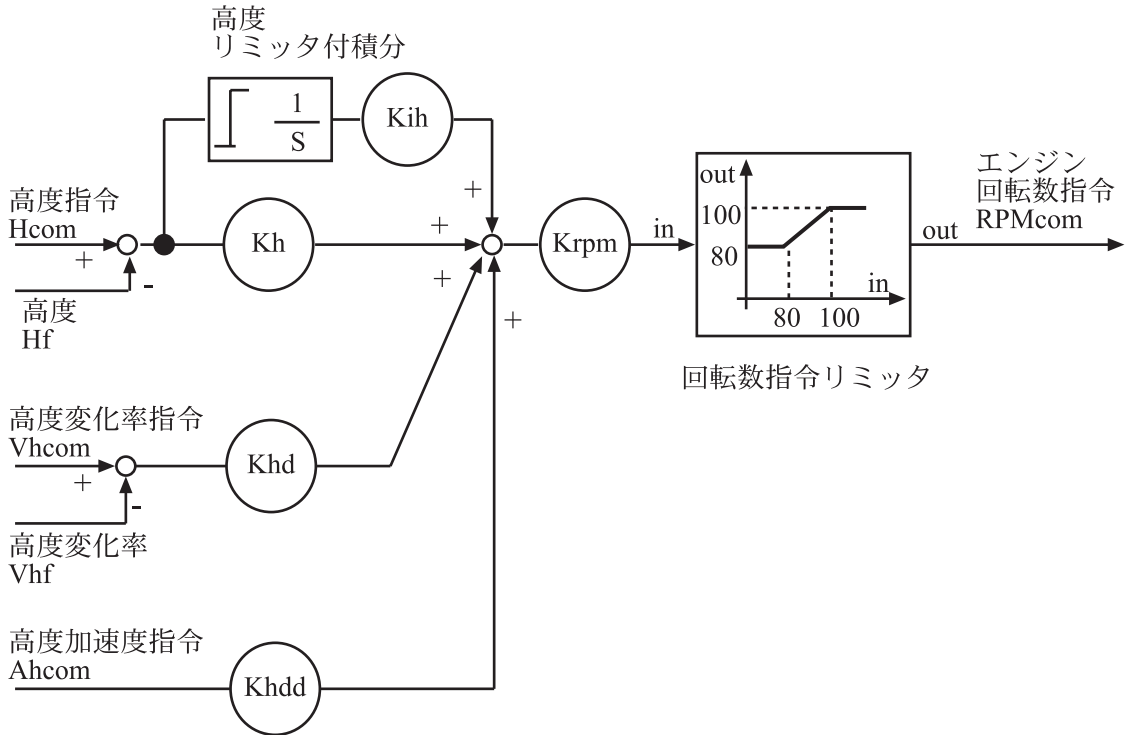 高度
リミッタ付積分
1
S
Kih
+
高度指令
Hcom
+
-
高度
Hf
Kh
+
+
+
Krpm
in
out
100
80
in
80 100
out
エンジン
回転数指令
RPMcom
回転数指令リミッタ
高度変化率指令
Vhcom
+
-
高度変化率
Vhf
Khd
高度加速度指令
Ahcom
Khdd